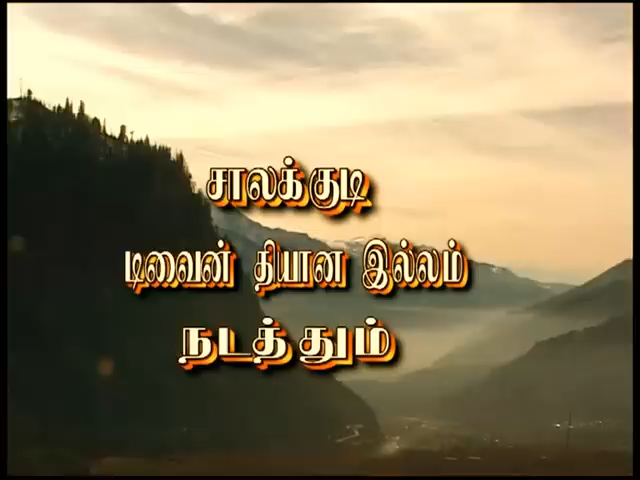 சாலக்குடி
டிவைன் தியான இல்லம்
நடத்தும்